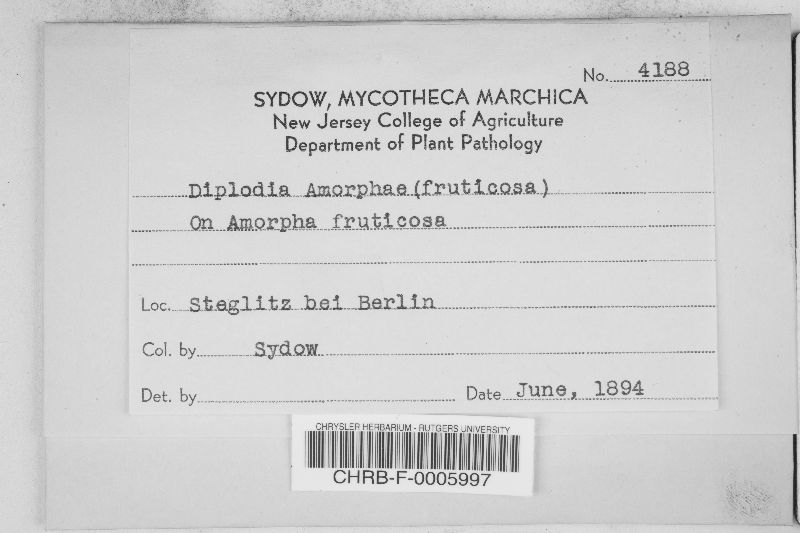 No. 4188
SYDOW, MYCOTHECA MARCHICA
New Jersey College of Agriculture
Department of Plant Pathology
Diplodia Amorphae(fruticosa)
On Amorpha fruticosa
Loc. Steglitz bei Berlin
Col. by Sydow
Det. by
Date June, 1894
CHRYSLER HERBARIUM - RUTGERS UNIVERSITY
CHRB-F-0005997